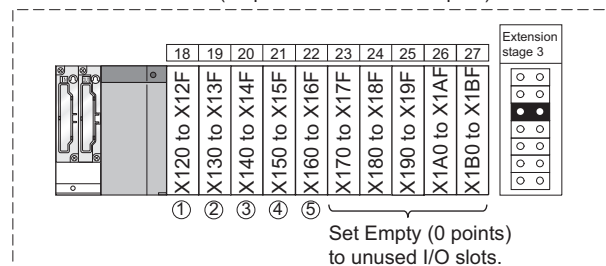 18 19 20 21 22 23 24 25 26 27
X120 to X12F
X130 to X13F
X140 to X14F
X150 to X15F
X160 to X16F
X170 to X17F
X180 to X18F
X190 to X19F
X1A0 to X1AF
X1B0 to X1BF
Extension
stage 3
① ② ③ ④ ⑤
Set Empty (0 points)
to unused I/O slots.